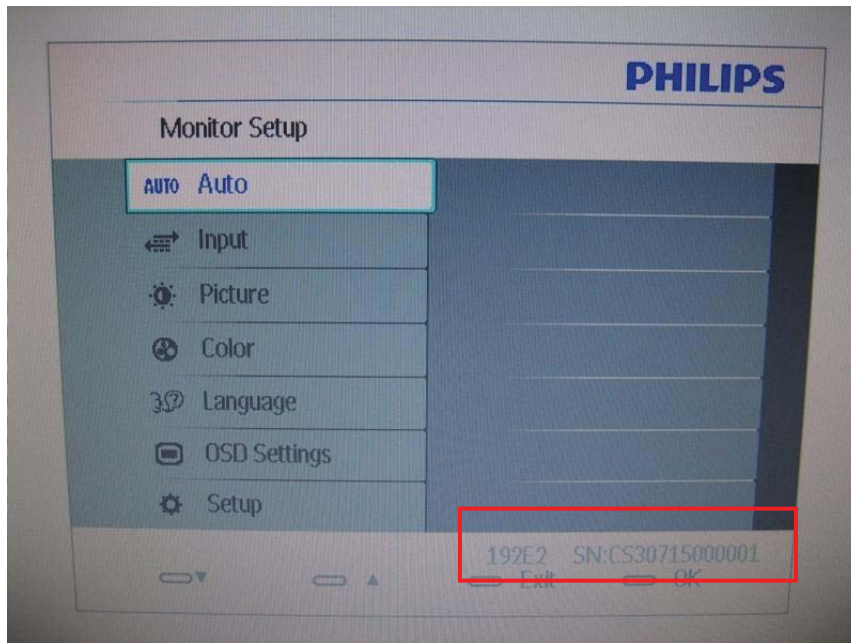 PHILIPS
Monitor Setup
AUTO Auto
Input
Picture
Color
Language
OSD Settings
Setup
192E2 SN:CS30715000001
Exit OK